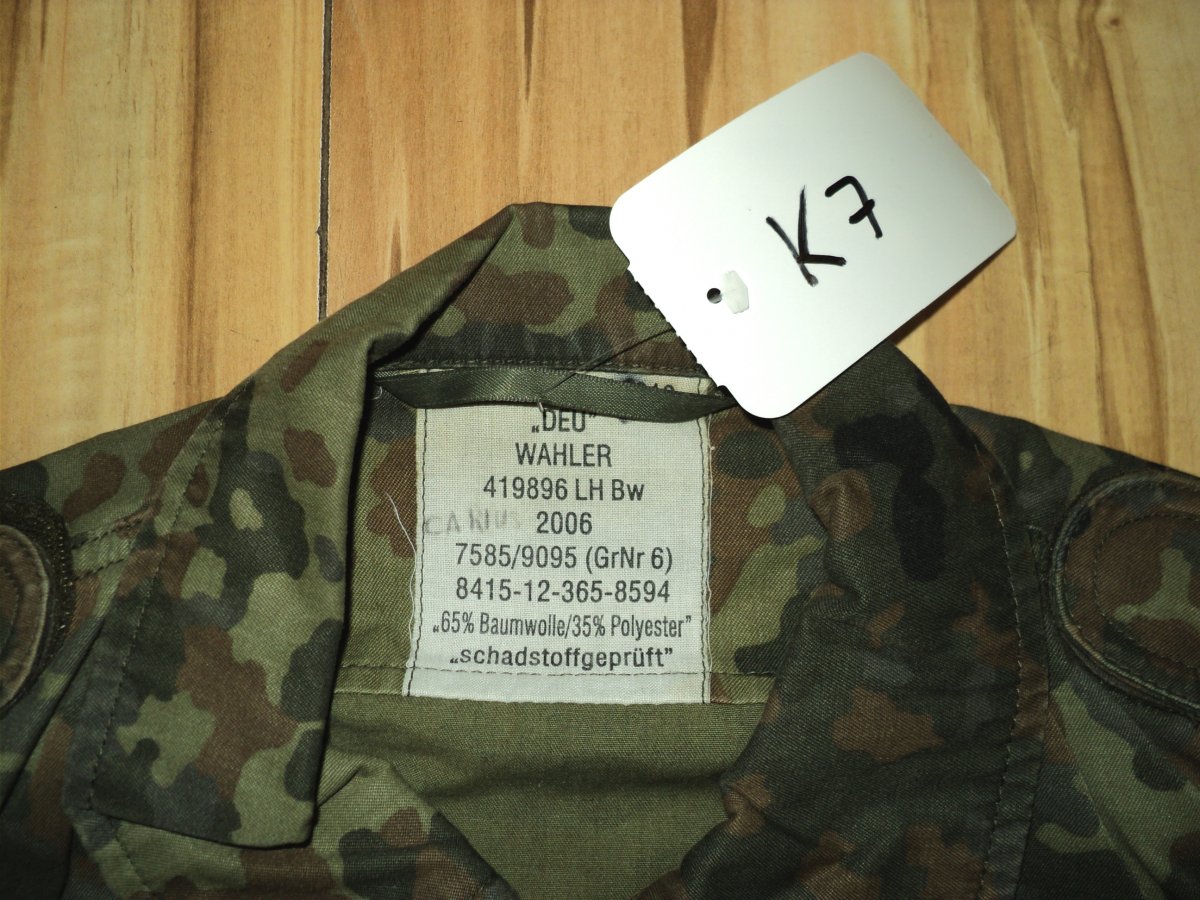 K7
„DEU"
WAHLER
419896 LH Bw
CARIUS 2006
7585/9095 (GrNr 6)
8415-12-365-8594
„65% Baumwolle/35% Polyester”
„schadstoffgeprüft”